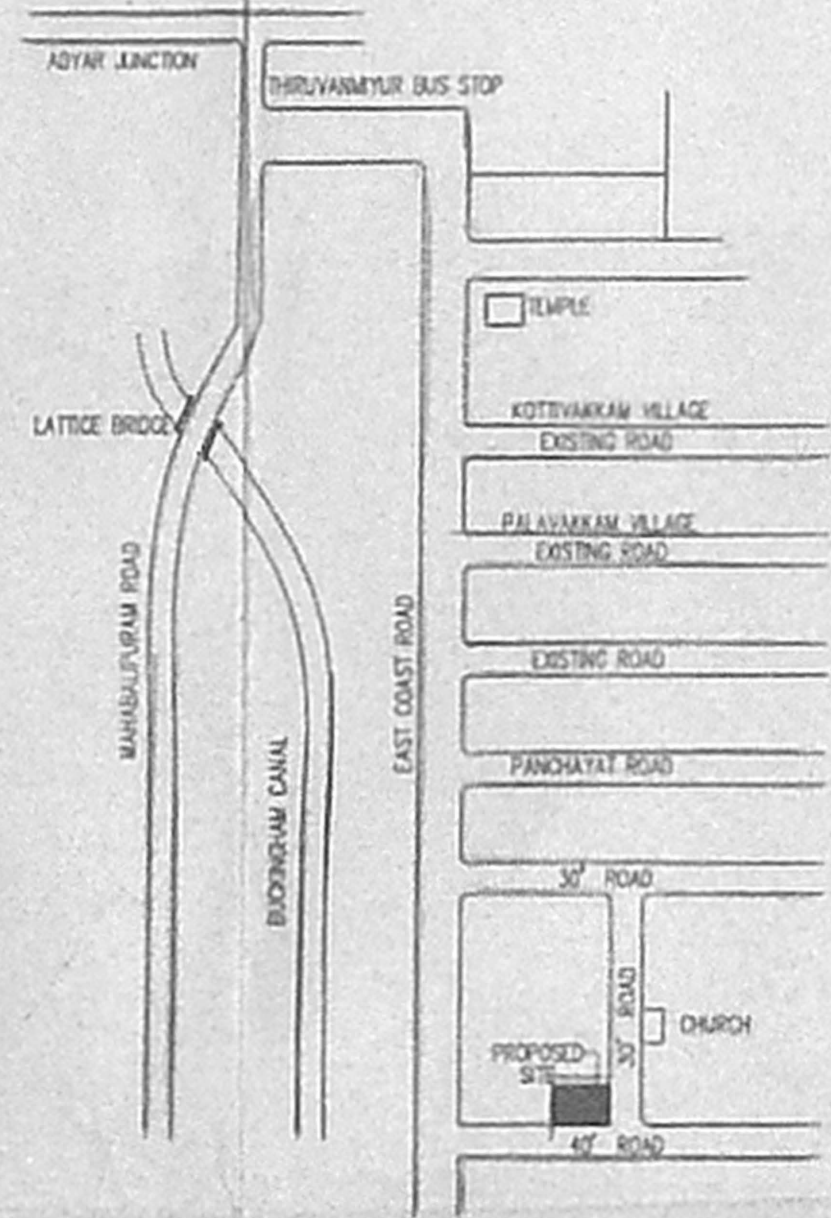 ADYAR JUNCTION
THIRUVANMIYUR BUS STOP
TEMPLE
KOTTIVAKKAM VILLAGE
LATTICE BRIDGE
EXISTING ROAD
PALAVAKKAM VILLAGE
EXISTING ROAD
MAHABALIPURAM ROAD
EAST COAST ROAD
EXISTING ROAD
BUCKINGHAM CANAL
PANCHAYAT ROAD
30' ROAD
30' ROAD
CHURCH
PROPOSED
SITE
40' ROAD